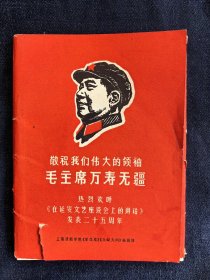 敬祝我们伟大的领袖
毛主席万寿无疆
热烈欢呼
《在延安文艺座谈会上的讲话》
发表二十五周年